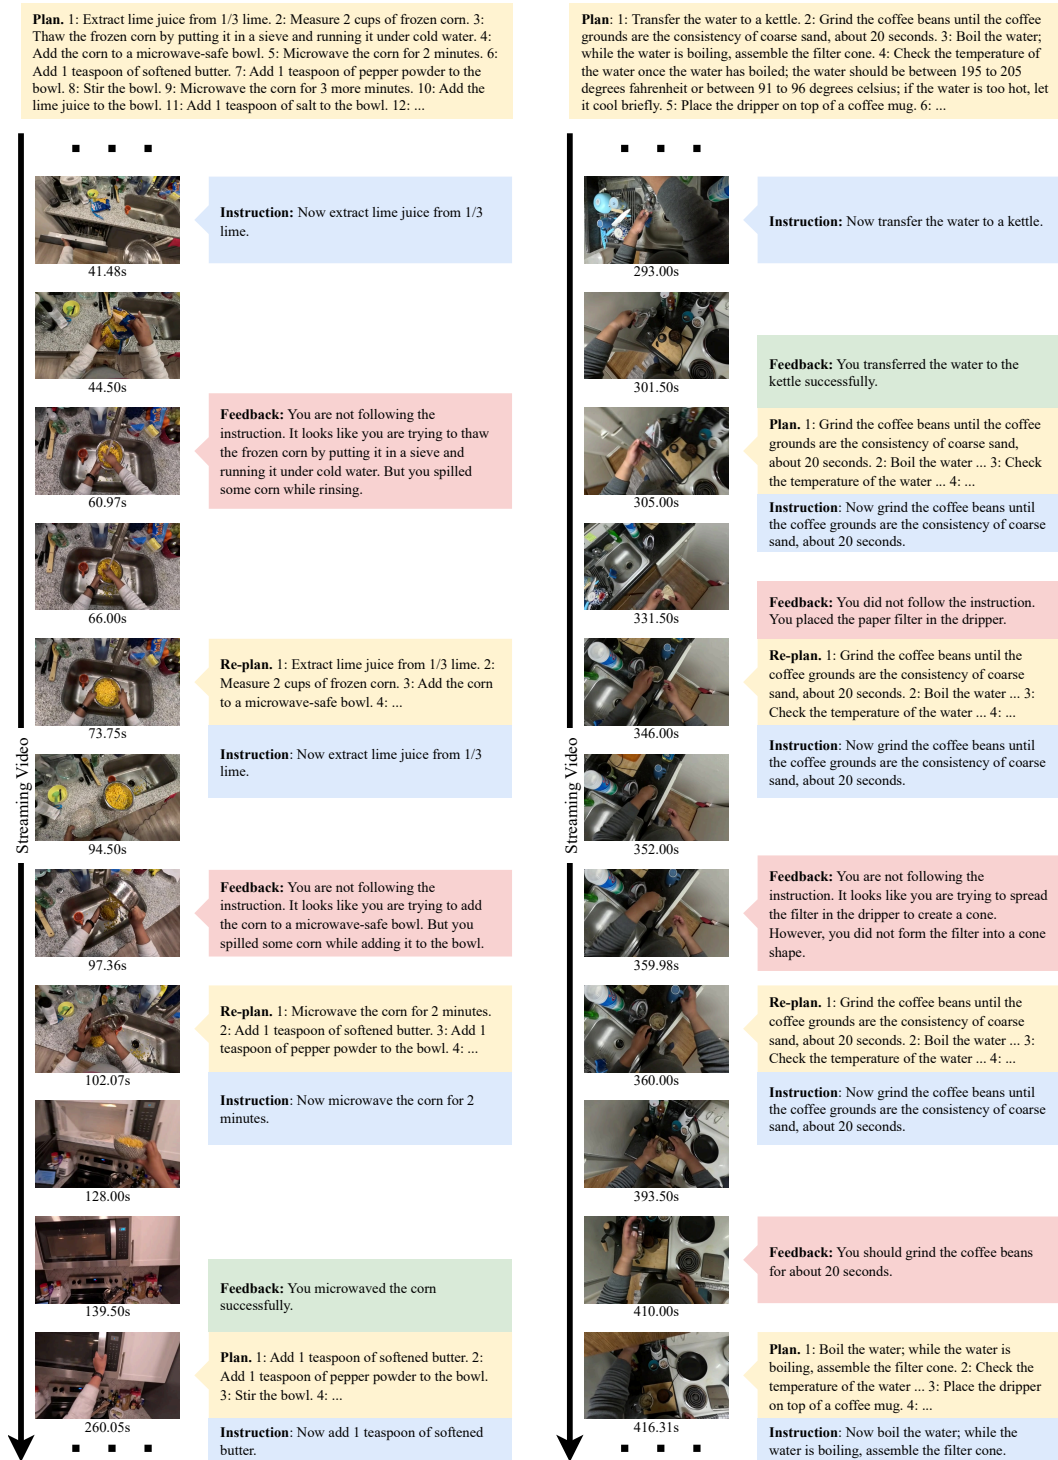 Plan. 1: Extract lime juice from 1/3 lime. 2: Measure 2 cups of frozen corn. 3:
Thaw the frozen corn by putting it in a sieve and running it under cold water. 4:
Add the corn to a microwave-safe bowl. 5: Microwave the corn for 2 minutes. 6:
Add 1 teaspoon of softened butter. 7: Add 1 teaspoon of pepper powder to the
bowl. 8: Stir the bowl. 9: Microwave the corn for 3 more minutes. 10: Add the
lime juice to the bowl. 11: Add 1 teaspoon of salt to the bowl. 12: ...
Streaming Video
41.48s
Instruction: Now extract lime juice from 1/3
lime.
44.50s
Feedback: You are not following the
instruction. It looks like you are trying to thaw
the frozen corn by putting it in a sieve and
running it under cold water. But you spilled
some corn while rinsing.
60.97s
66.00s
Re-plan. 1: Extract lime juice from 1/3 lime. 2:
Measure 2 cups of frozen corn. 3: Add the corn
to a microwave-safe bowl. 4: ...
73.75s
Instruction: Now extract lime juice from 1/3
lime.
94.50s
Feedback: You are not following the
instruction. It looks like you are trying to add
the corn to a microwave-safe bowl. But you
spilled some corn while adding it to the bowl.
97.36s
Re-plan. 1: Microwave the corn for 2 minutes.
2: Add 1 teaspoon of softened butter. 3: Add 1
teaspoon of pepper powder to the bowl. 4: ...
102.07s
Instruction: Now microwave the corn for 2
minutes.
128.00s
Feedback: You microwaved the corn
successfully.
139.50s
Plan. 1: Add 1 teaspoon of softened butter. 2:
Add 1 teaspoon of pepper powder to the bowl.
3: Stir the bowl. 4: ...
260.05s
Instruction: Now add 1 teaspoon of softened
butter.
Plan: 1: Transfer the water to a kettle. 2: Grind the coffee beans until the coffee
grounds are the consistency of coarse sand, about 20 seconds. 3: Boil the water;
while the water is boiling, assemble the filter cone. 4: Check the temperature of
the water once the water has boiled; the water should be between 195 to 205
degrees fahrenheit or between 91 to 96 degrees celsius; if the water is too hot, let
it cool briefly. 5: Place the dripper on top of a coffee mug. 6: ...
Streaming Video
Instruction: Now transfer the water to a kettle.
293.00s
Feedback: You transferred the water to the
kettle successfully.
301.50s
Plan. 1: Grind the coffee beans until the coffee
grounds are the consistency of coarse sand,
about 20 seconds. 2: Boil the water ... 3: Check
the temperature of the water ... 4: ...
305.00s
Instruction: Now grind the coffee beans until
the coffee grounds are the consistency of coarse
sand, about 20 seconds.
Feedback: You did not follow the instruction.
You placed the paper filter in the dripper.
331.50s
Re-plan. 1: Grind the coffee beans until the
coffee grounds are the consistency of coarse
sand, about 20 seconds. 2: Boil the water ... 3:
Check the temperature of the water ... 4: ...
346.00s
Instruction: Now grind the coffee beans until
the coffee grounds are the consistency of coarse
sand, about 20 seconds.
352.00s
Feedback: You are not following the
instruction. It looks like you are trying to spread
the filter in the dripper to create a cone.
However, you did not form the filter into a cone
shape.
359.98s
Re-plan. 1: Grind the coffee beans until the
coffee grounds are the consistency of coarse
sand, about 20 seconds. 2: Boil the water ... 3:
Check the temperature of the water ... 4: ...
360.00s
Instruction: Now grind the coffee beans until
the coffee grounds are the consistency of coarse
sand, about 20 seconds.
393.50s
Feedback: You should grind the coffee beans
for about 20 seconds.
410.00s
Plan. 1: Boil the water; while the water is
boiling, assemble the filter cone. 2: Check the
temperature of the water ... 3: Place the dripper
on top of a coffee mug. 4: ...
416.31s
Instruction: Now boil the water; while the
water is boiling, assemble the filter cone.